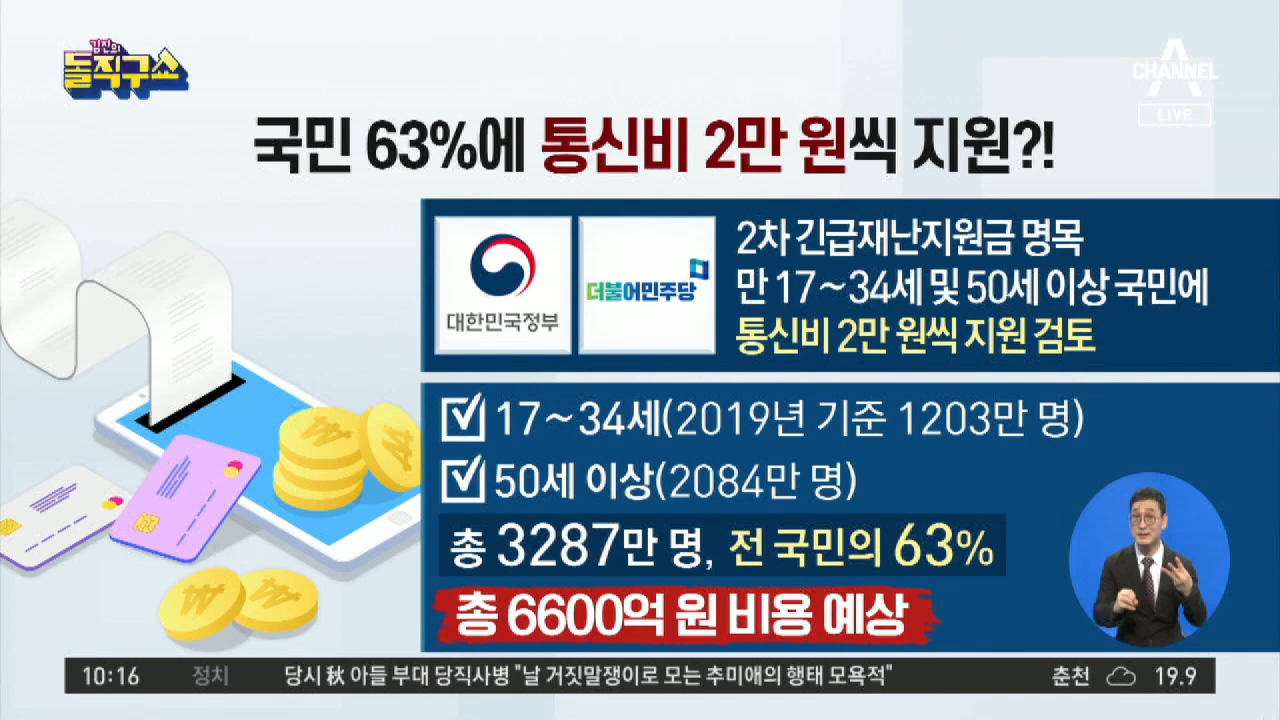 김진의
돌직구쇼
CHANNEL
LIVE
국민 63%에 통신비 2만 원씩 지원?!
대한민국정부
더불어민주당
2차 긴급재난지원금 명목
만 17~34세 및 50세 이상 국민에
통신비 2만 원씩 지원 검토
17~34세(2019년 기준 1203만 명)
50세 이상(2084만 명)
총 3287만 명, 전 국민의 63%
총 6600억 원 비용 예상
10:16 정치 당시 秋 아들 부대 당직사병 "날 거짓말쟁이로 모는 추미애의 행태 모욕적" 춘천 19.9